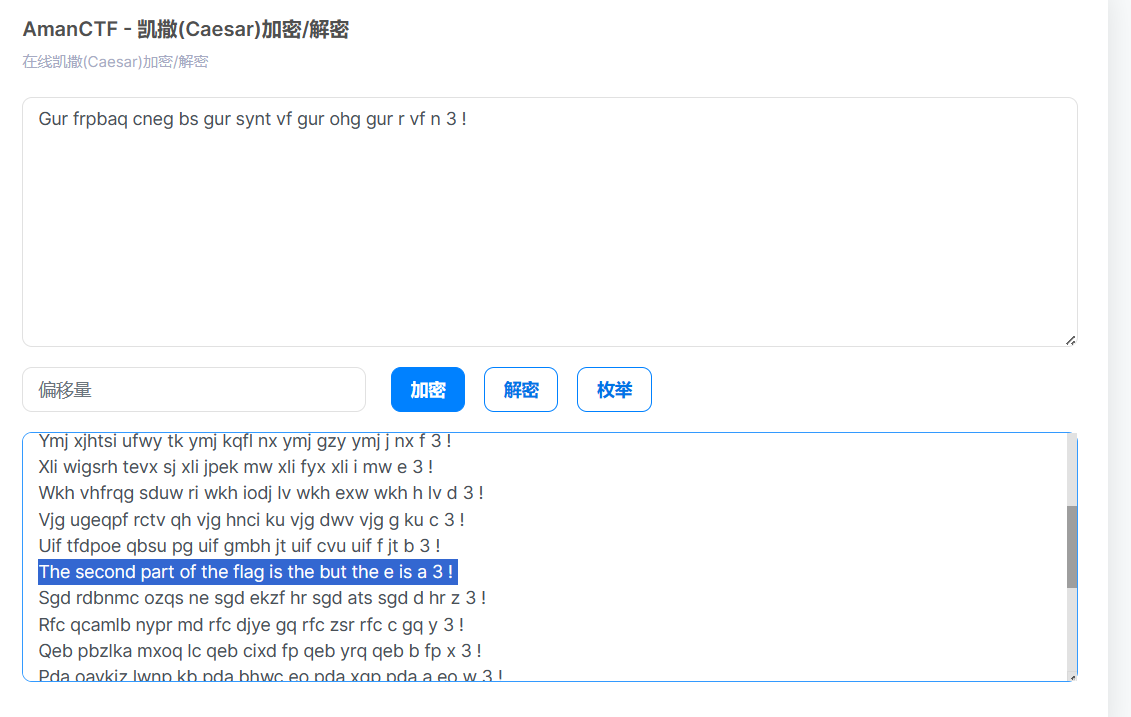 AmanCTF - 凯撒(Caesar)加密/解密
在线凯撒(Caesar)加密/解密
Gur frpbaq cneg bs gur synt vf gur ohg gur r vf n 3 !
偏移量
加密
解密
枚举
Ymj xjhtsi ufwy tk ymj kqfl nx ymj gzy ymj j nx f 3 !
Xli wigsrh tevx sj xli jpek mw xli fyx xli i mw e 3 !
Wkh vhfrqg sduw ri wkh iodj lv wkh exw wkh h lv d 3 !
Vjg ugeqpf rctv qh vjg hnci ku vjg dwv vjg g ku c 3 !
Uif tfdpoe qbsu pg uif gmbh jt uif cvu uif f jt b 3 !
The second part of the flag is the but the e is a 3 !
Sgd rdbnmc ozqs ne sgd ekzf hr sgd ats sgd d hr z 3 !
Rfc qcamlb nypr md rfc djye gq rfc zsr rfc c gq y 3 !
Qeb pbzlka mxoq lc qeb cixd fp qeb yrq qeb b fp x 3 !
Pda oaykjz lwnp kb pda bhwc eo pda xqp pda a eo w 3 !